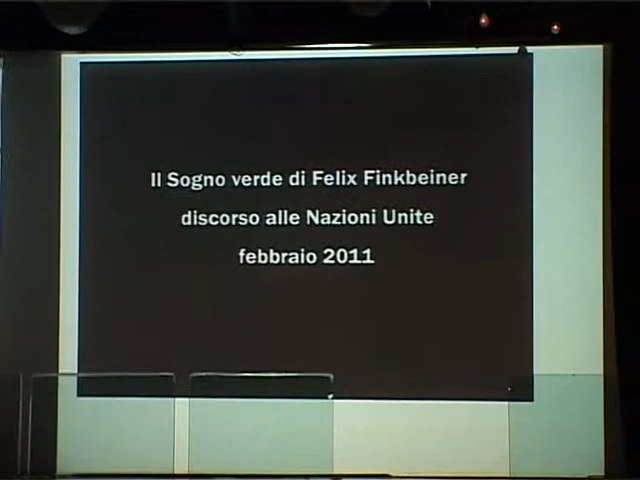 Il Sogno verde di Felix Finkbeiner
discorso alle Nazioni Unite
febbraio 2011